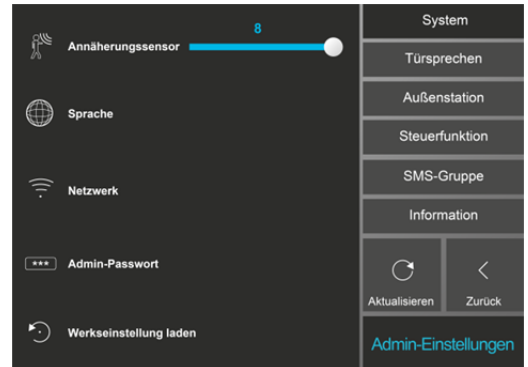 8
Annäherungssensor
Sprache
Netzwerk
***
Admin-Passwort
Werkseinstellung laden
System
Türsprechen
Außenstation
Steuerfunktion
SMS-Gruppe
Information
Aktualisieren
Zurück
Admin-Einstellungen